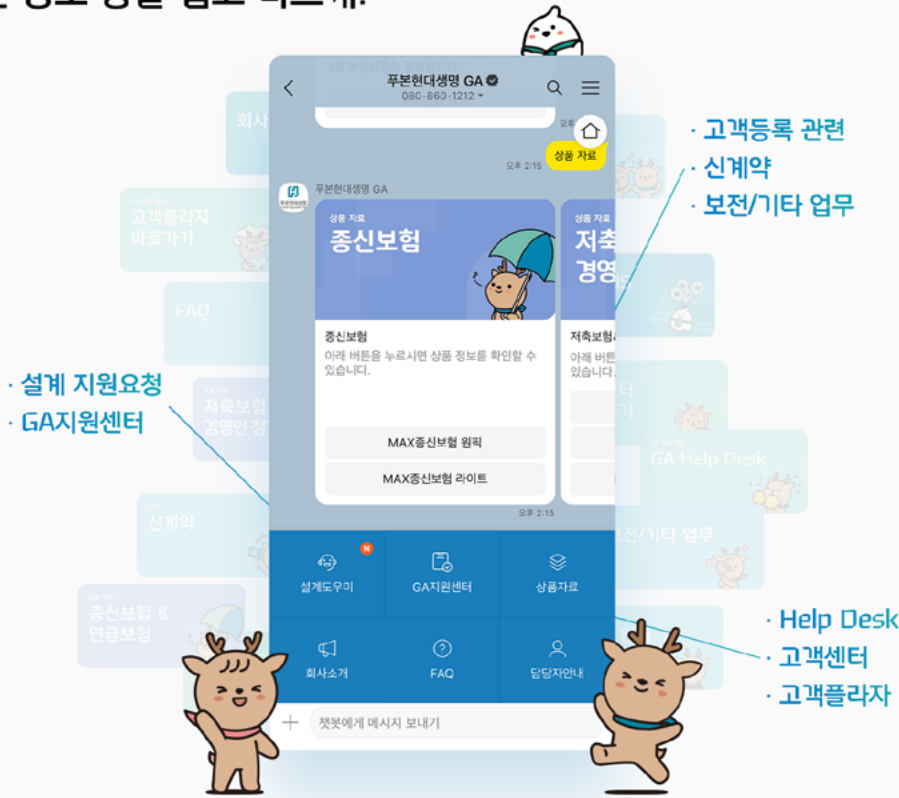 푸본현대생명 GA
080-860-1212
상품 자료
오후 2:15
푸본현대생명 GA
상품 자료
종신보험
종신보험
아래 버튼을 누르시면 상품 정보를 확인할 수
있습니다.
MAX종신보험 원픽
MAX종신보험 라이트
상품 자료
저축
경영
저축보험
아래 버튼
있습니다.
오후 2:15
설계도우미
N
GA지원센터
상품자료
회사소개
FAQ
담당자안내
챗봇에게 메시지 보내기
· 고객등록 관련
· 신계약
· 보전/기타 업무
· 설계 지원요청
· GA지원센터
· Help Desk
· 고객센터
· 고객플라자
회사
고객플라자
바로가기
FAQ
저축보험
경영인 정
신계약
종신보험 &
연금보험
GA Help Desk
보전/기타 업무